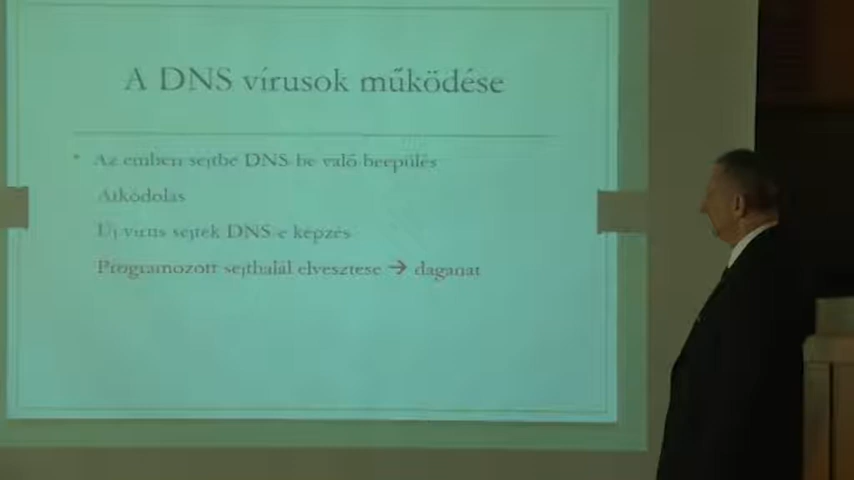 A DNS vírusok működése
• Az emberi sejtbe DNS-be való beépülés
Átkódolás
Új vírus sejtek DNS-e képzés
Programozott sejthalál elvesztése → daganat